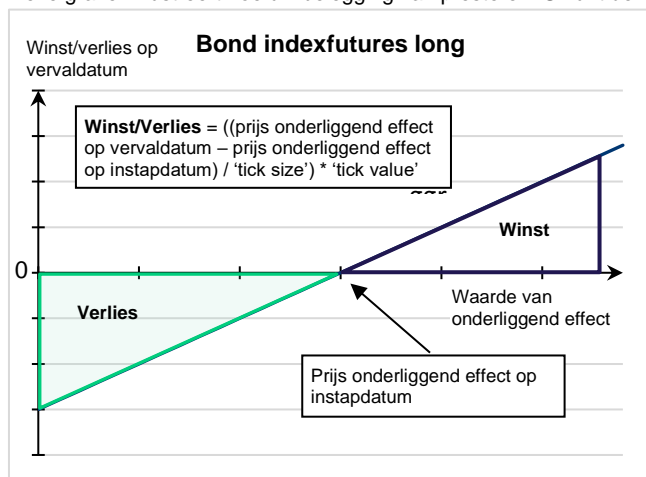 Bond indexfutures long
Winst/verlies op
vervaldatum
Winst/Verlies = ((prijs onderliggend effect
op vervaldatum – prijs onderliggend effect
op instapdatum) / 'tick size') * 'tick value'
Winst
0
Waarde van
onderliggend effect
Verlies
Prijs onderliggend effect op
instapdatum